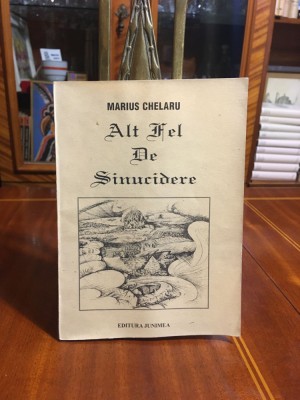 MARIUS CHELARU
Alt Fel
De
Sinucidere
EDITURA JUNIMEA